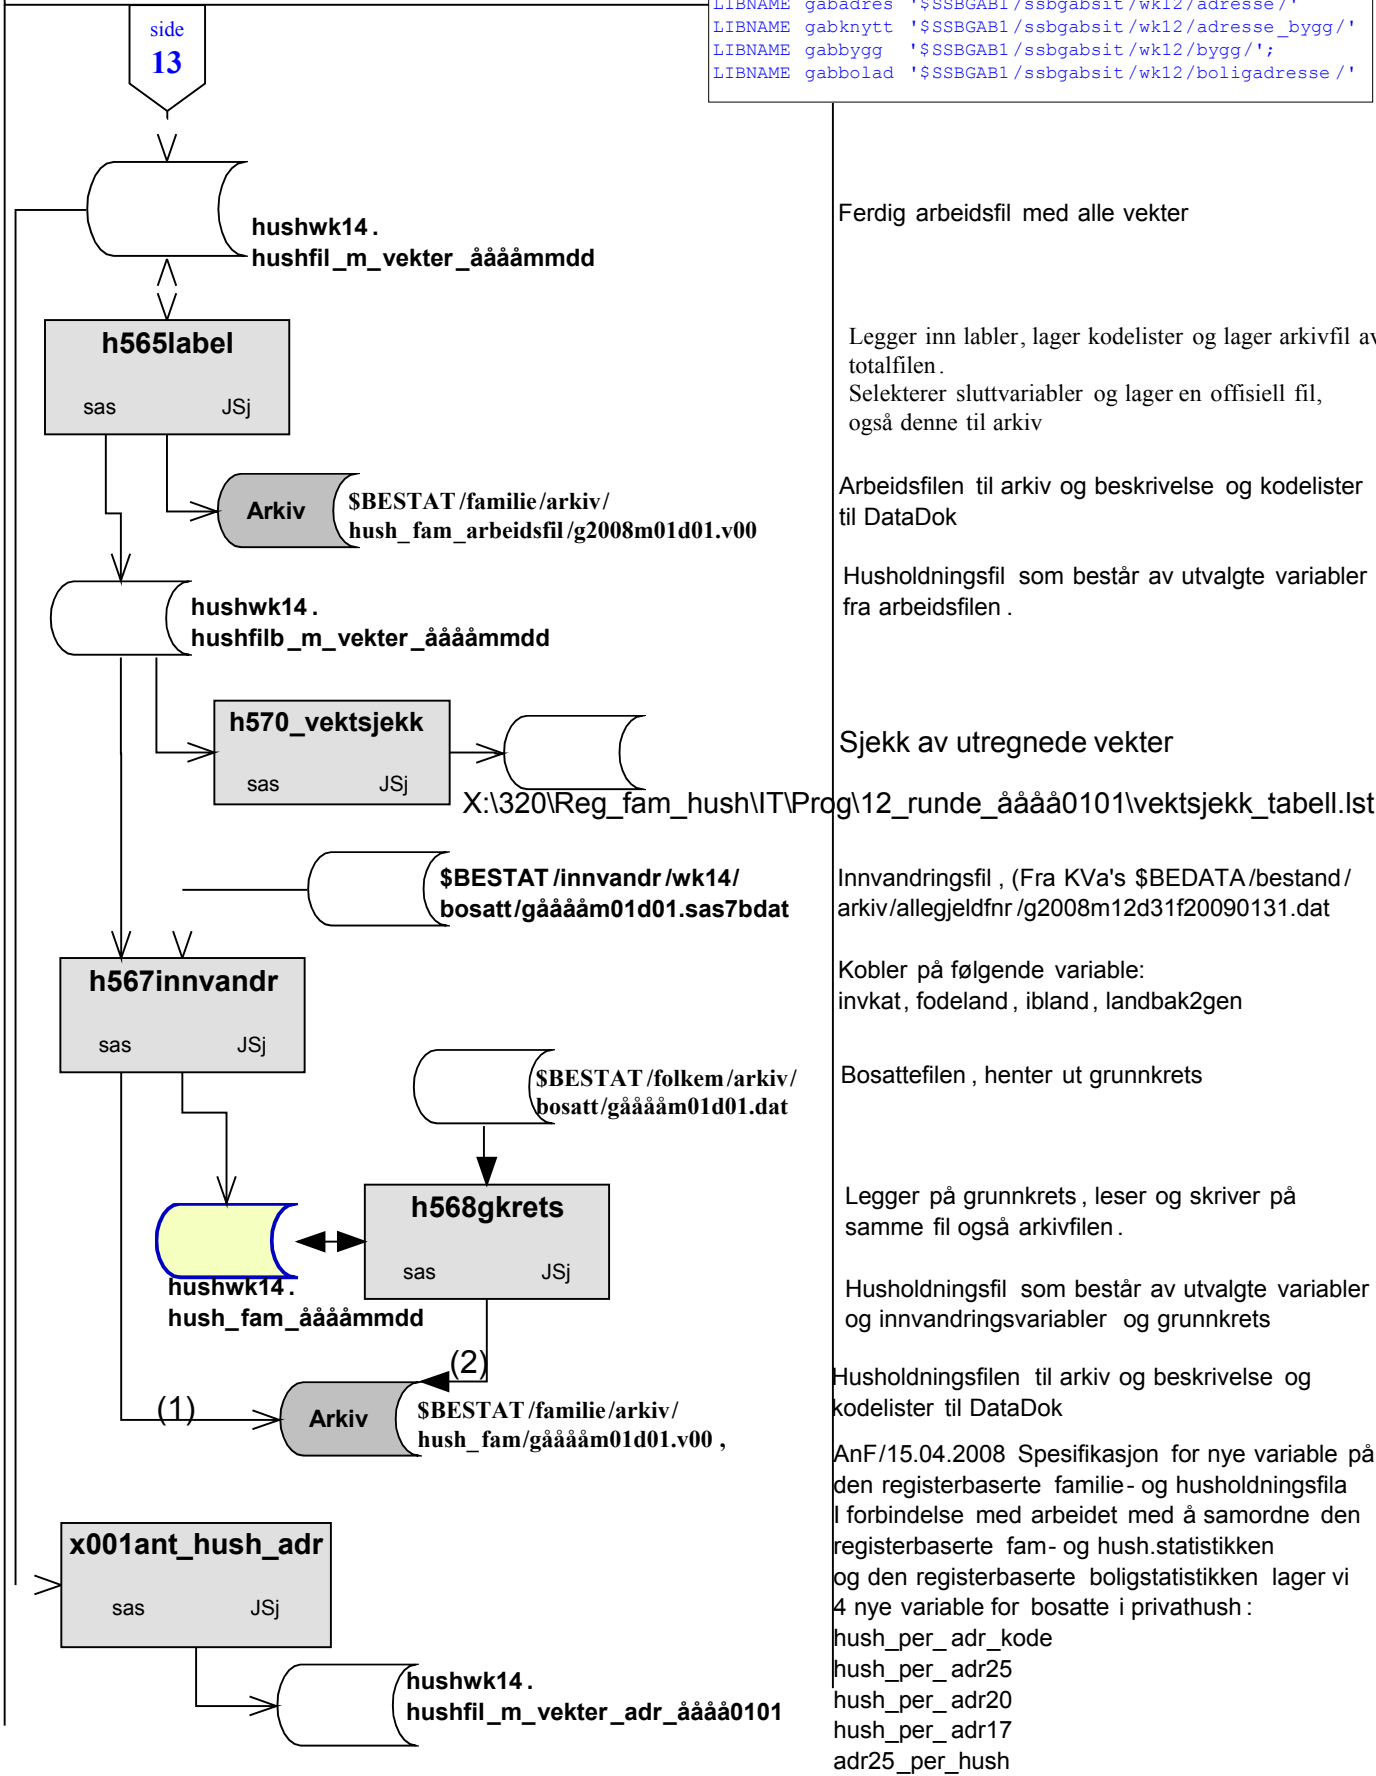 LIBNAME gabadres '$SSBGAB1/ssbgabsit/wk12/adresse/'
LIBNAME gabknytt '$SSBGAB1/ssbgabsit/wk12/adresse_bygg/'
LIBNAME gabbygg '$SSBGAB1/ssbgabsit/wk12/bygg/';
LIBNAME gabbolad '$SSBGAB1/ssbgabsit/wk12/boligadresse/'
side
13
hushwk14.
hushfil_m_vekter_ååååmmdd
Ferdig arbeidsfil med alle vekter
h565label
sas JSj
Legger inn labler, lager kodelister og lager arkivfil av
totalfilen.
Selekterer sluttvariabler og lager en offisiell fil,
også denne til arkiv
Arkiv
$BESTAT/familie/arkiv/
hush_fam_arbeidsfil/g2008m01d01.v00
Arbeidsfilen til arkiv og beskrivelse og kodelister
til DataDok
hushwk14.
hushfilb_m_vekter_ååååmmdd
Husholdningsfil som består av utvalgte variabler
fra arbeidsfilen.
h570_vektsjekk
sas JSj
Sjekk av utregnede vekter
X:\320\Reg_fam_hush\IT\Prog\12_runde_åååå0101\vektsjekk_tabell.lst
$BESTAT/innvandr/wk14/
bosatt/gååååm01d01.sas7bdat
Innvandringsfil, (Fra KVa's $BEDATA/bestand/
arkiv/allegjeldfnr/g2008m12d31f20090131.dat
h567innvandr
sas JSj
Kobler på følgende variable:
invkat, fodeland, ibland, landbak2gen
$BESTAT/folkem/arkiv/
bosatt/gååååm01d01.dat
Bosattefilen, henter ut grunnkrets
h568gkrets
sas JSj
Legger på grunnkrets, leser og skriver på
samme fil også arkivfilen.
hushwk14.
hush_fam_ååååmmdd
Husholdningsfil som består av utvalgte variabler
og innvandringsvariabler og grunnkrets
(2)
(1)
Arkiv
$BESTAT/familie/arkiv/
hush_fam/gååååm01d01.v00 ,
Husholdningsfilen til arkiv og beskrivelse og
kodelister til DataDok
AnF/15.04.2008 Spesifikasjon for nye variable på
den registerbaserte familie- og husholdningsfila
I forbindelse med arbeidet med å samordne den
registerbaserte fam- og hush.statistikken
og den registerbaserte boligstatistikken lager vi
4 nye variable for bosatte i privathush:
hush_per_adr_kode
hush_per_adr25
hush_per_adr20
hush_per_adr17
adr25_per_hush
x001ant_hush_adr
sas JSj
hushwk14.
hushfil_m_vekter_adr_åååå0101